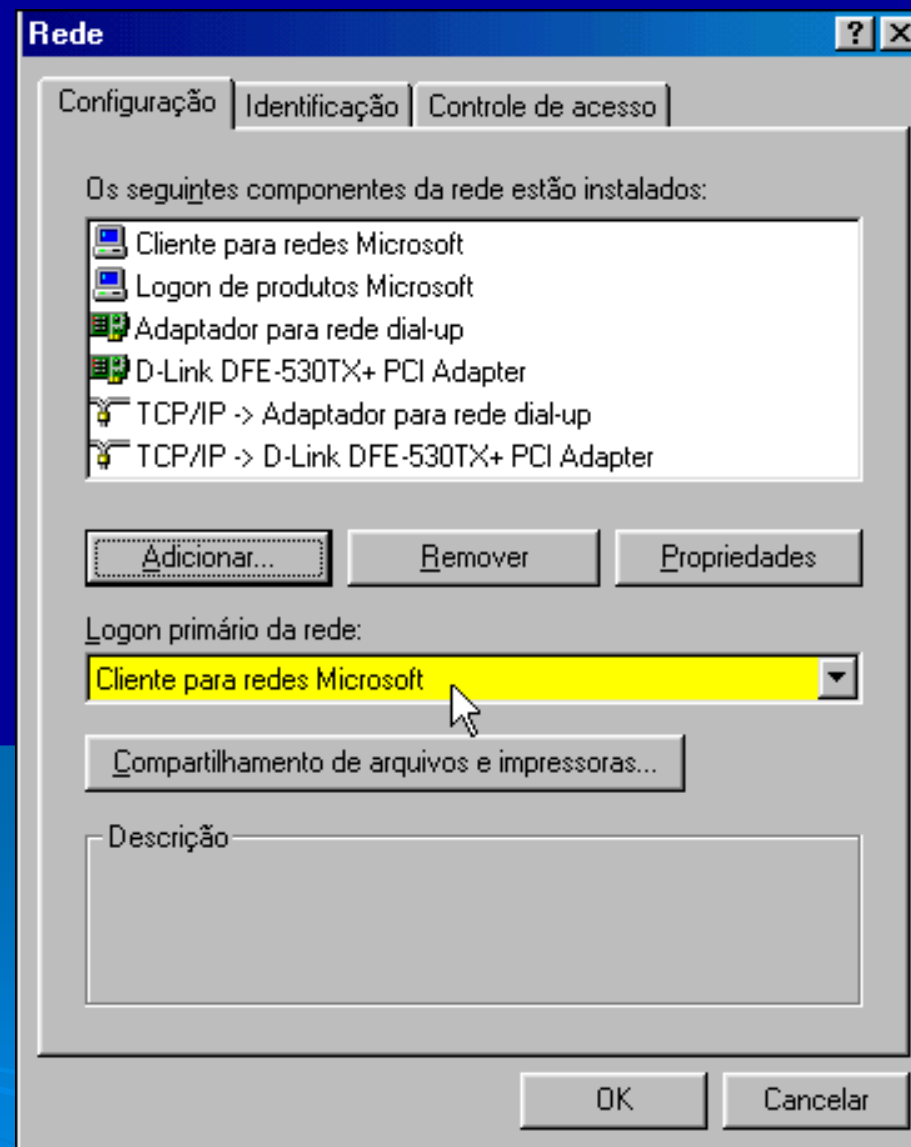 Rede
Configuração Identificação Controle de acesso
Os seguintes componentes da rede estão instalados:
Cliente para redes Microsoft
Logon de produtos Microsoft
Adaptador para rede dial-up
D-Link DFE-530TX+ PCI Adapter
TCP/IP -> Adaptador para rede dial-up
TCP/IP -> D-Link DFE-530TX+ PCI Adapter
Adicionar... Remover Propriedades
Logon primário da rede:
Cliente para redes Microsoft
Compartilhamento de arquivos e impressoras...
Descrição
OK Cancelar